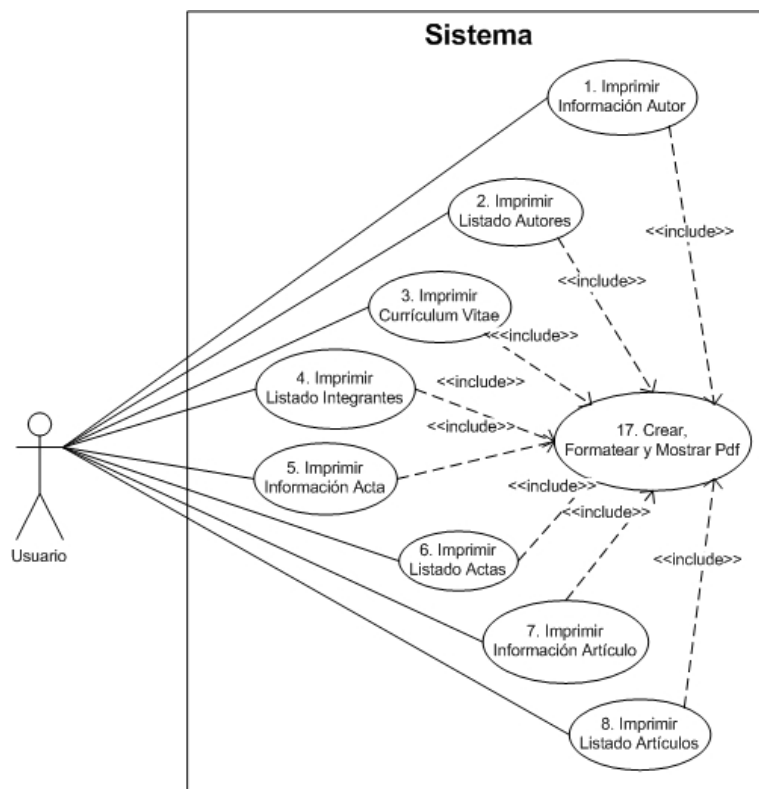 Sistema
1. Imprimir
Información Autor
<<include>>
2. Imprimir
Listado Autores
<<include>>
3. Imprimir
Currículum Vitae
<<include>>
4. Imprimir
Listado Integrantes
<<include>>
17. Crear,
Formatear y Mostrar Pdf
<<include>>
5. Imprimir
Información Acta
<<include>>
<<include>>
Usuario
6. Imprimir
Listado Actas
<<include>>
7. Imprimir
Información Artículo
8. Imprimir
Listado Artículos